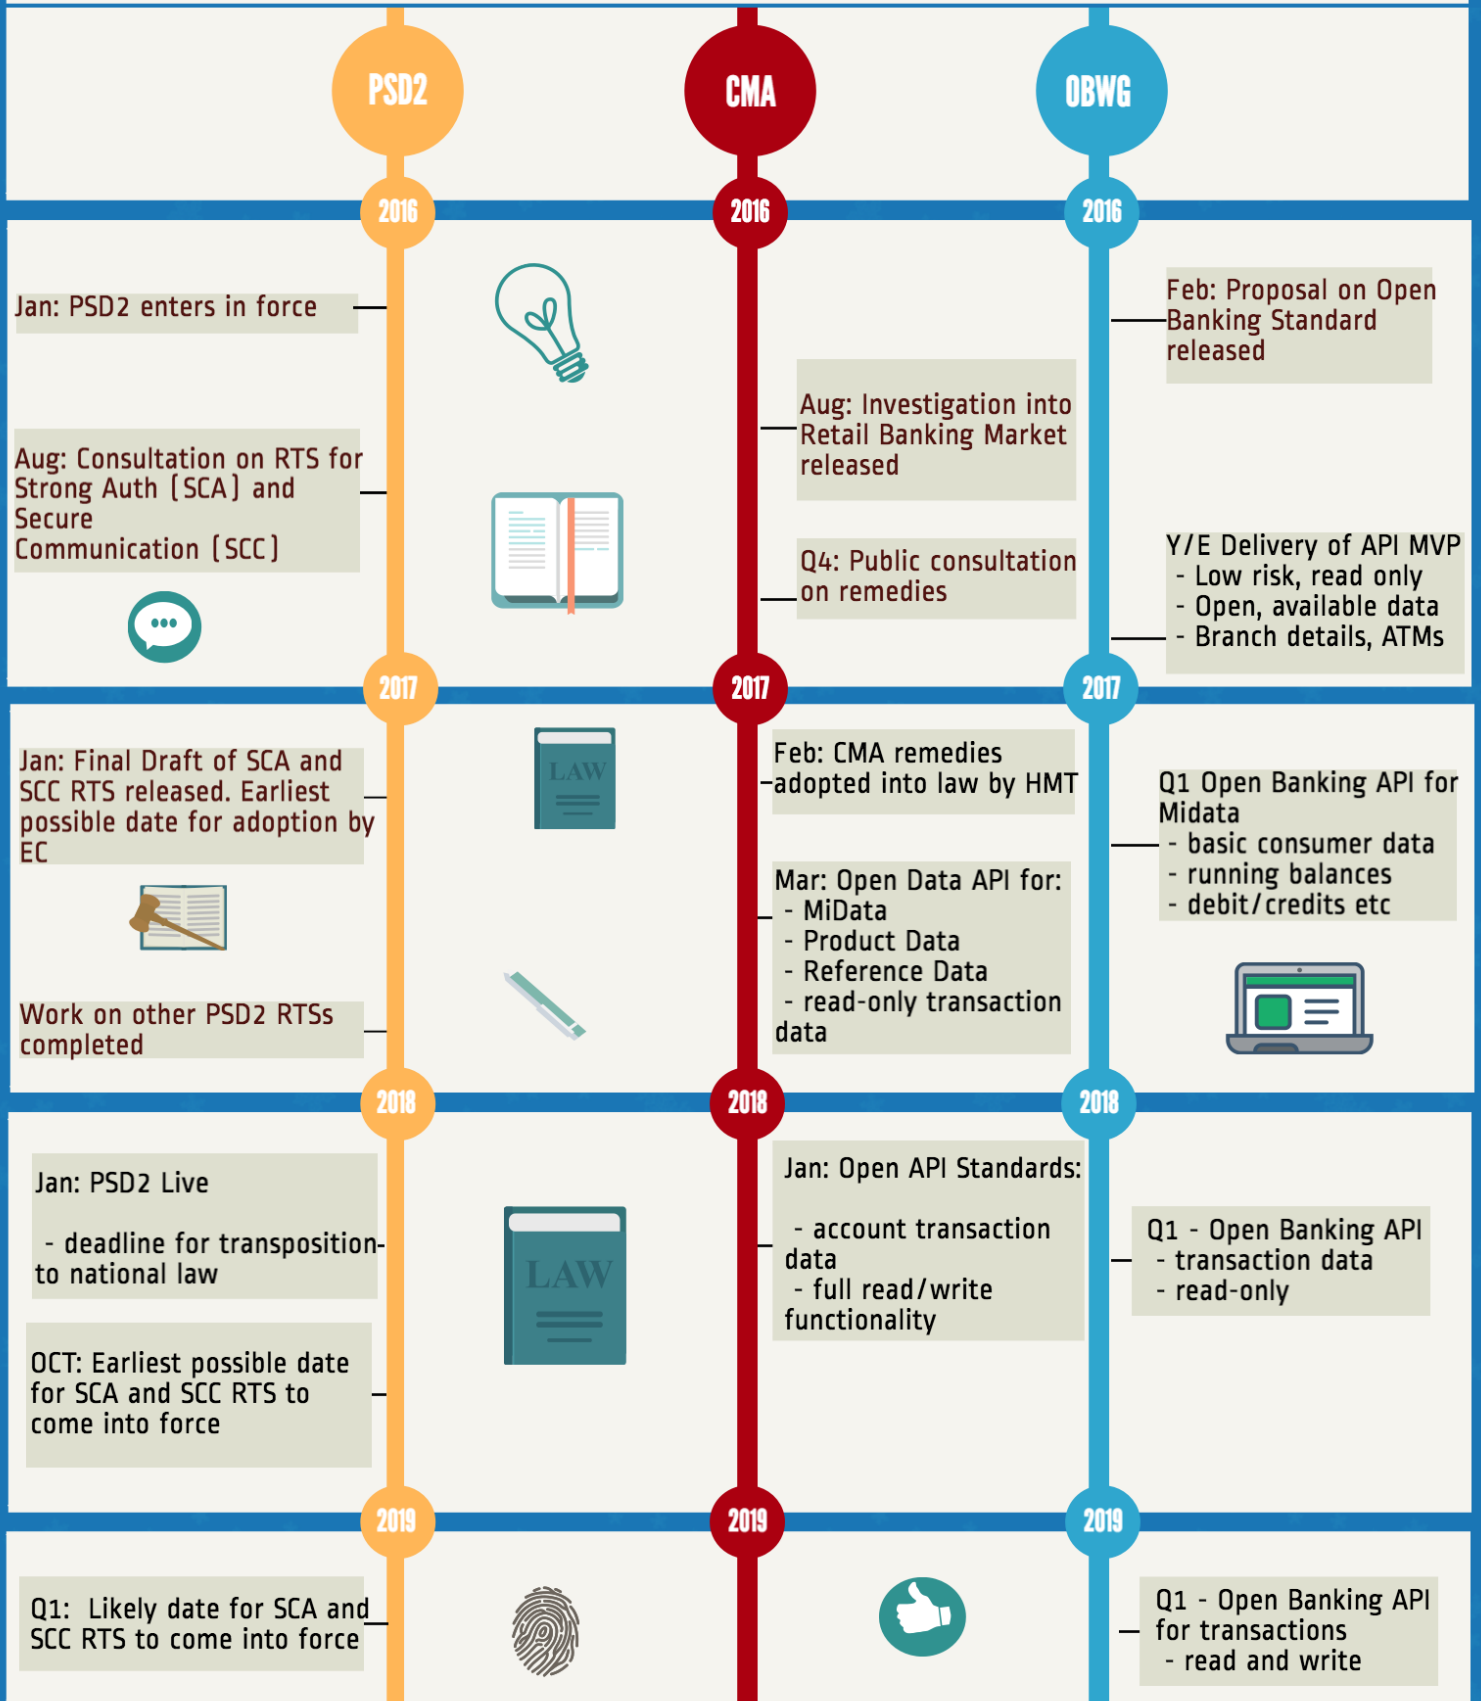 PSD2
CMA
OBWG
2016
2016
2016
Jan: PSD2 enters in force
Feb: Proposal on Open
Banking Standard
released
Aug: Investigation into
Retail Banking Market
released
Aug: Consultation on RTS for
Strong Auth (SCA) and
Secure
Communication (SCC)
Q4: Public consultation
on remedies
Y/E Delivery of API MVP
- Low risk, read only
- Open, available data
- Branch details, ATMs
2017
2017
2017
Jan: Final Draft of SCA and
SCC RTS released. Earliest
possible date for adoption by
EC
LAW
Feb: CMA remedies
adopted into law by HMT
Q1 Open Banking API for
Midata
- basic consumer data
- running balances
- debit/credits etc
Mar: Open Data API for:
- MiData
- Product Data
- Reference Data
- read-only transaction
data
Work on other PSD2 RTSs
completed
2018
2018
2018
Jan: PSD2 Live
- deadline for transposition
to national law
LAW
Jan: Open API Standards:
- account transaction
data
- full read/write
functionality
Q1 - Open Banking API
- transaction data
- read-only
OCT: Earliest possible date
for SCA and SCC RTS to
come into force
2019
2019
2019
Q1: Likely date for SCA and
SCC RTS to come into force
Q1 - Open Banking API
for transactions
- read and write